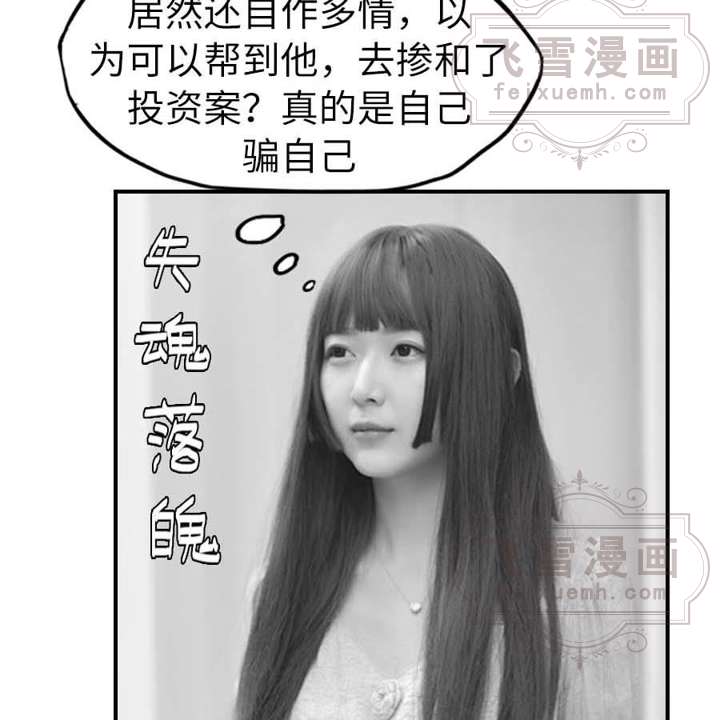 居然还自作多情，以
为可以帮到他，去掺和了
投资案？真的是自己
骗自己
飞雪漫画
feixuemh.com
失
魂
落
魄
飞雪漫画
feixuemh.com